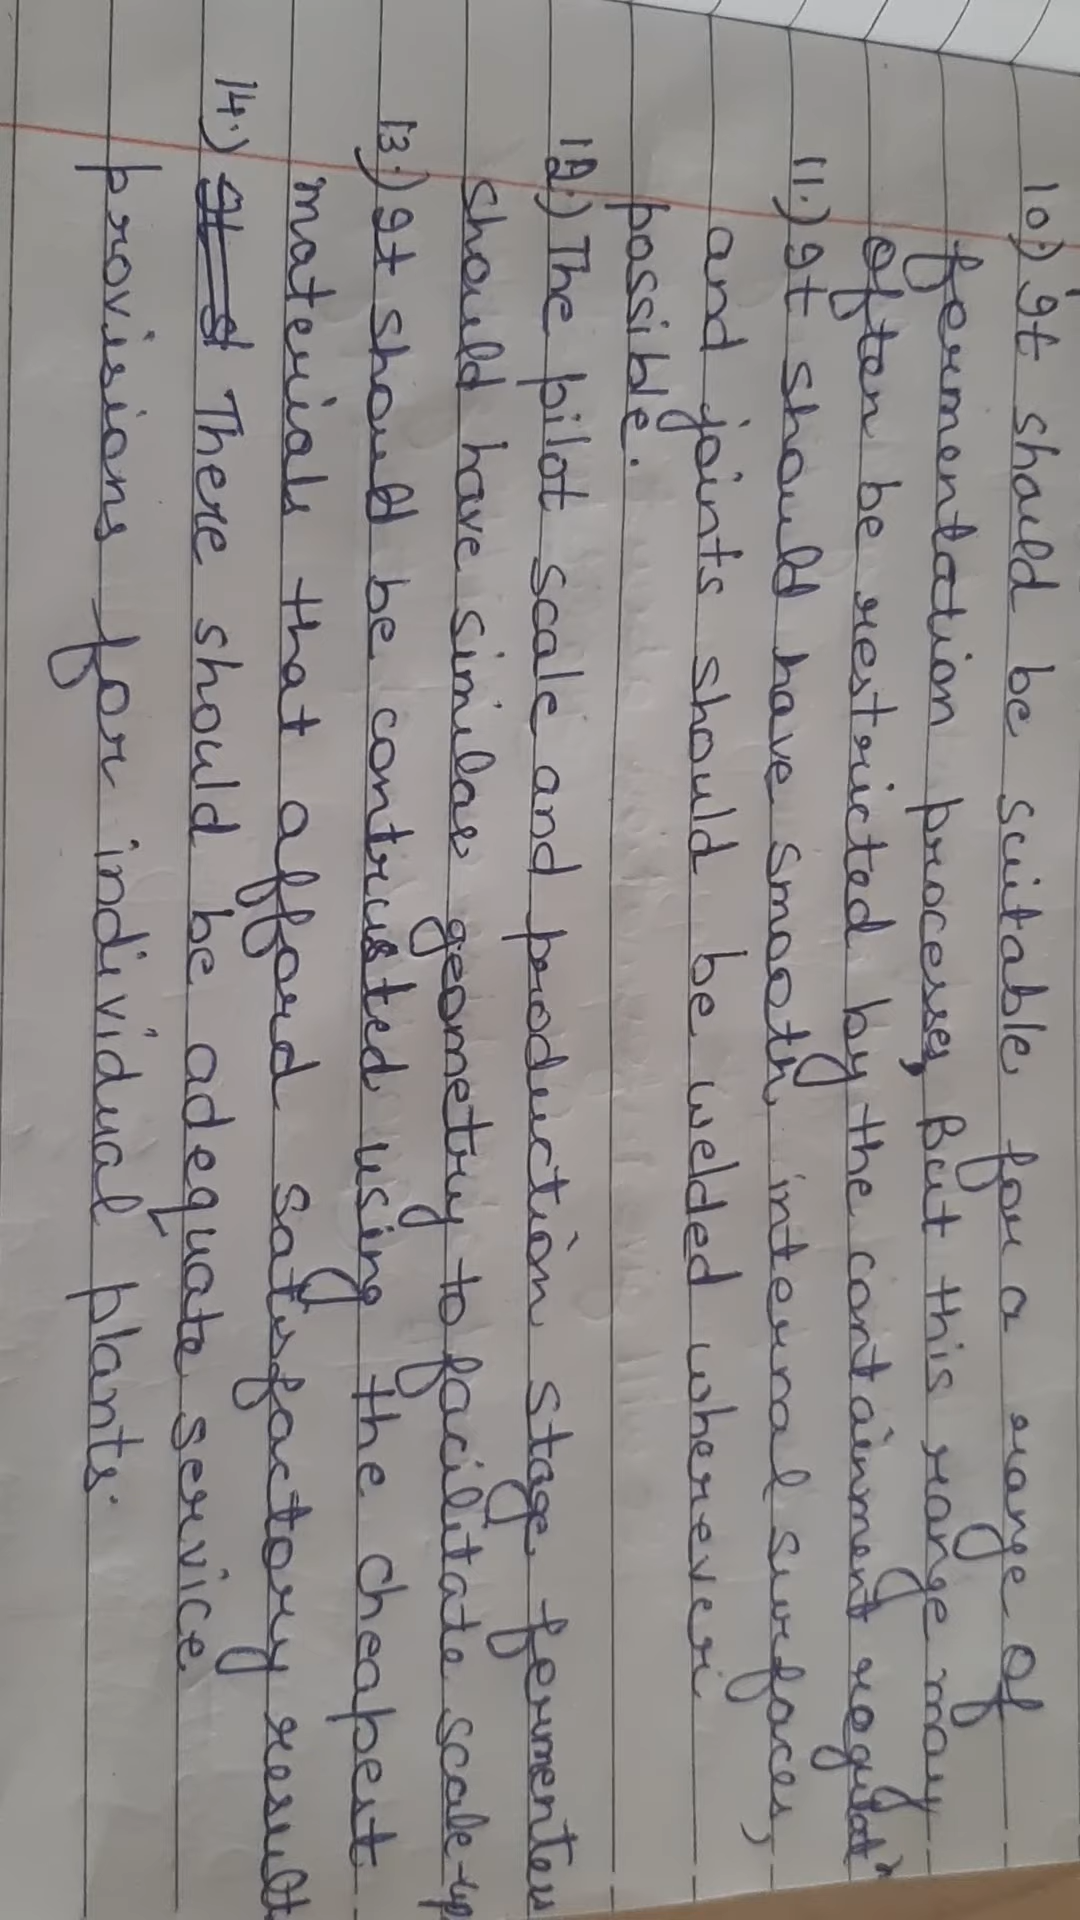 10.) It should be suitable for a range of
fermentation processes, But this range may
often be restricted by the containment regulatⁿ
11.) It should have smooth internal surfaces,
and joints should be welded wherever
possible.
12.) The pilot scale and production stage fermenter
should have similar geometry to facilitate scale-up
13.) It should be contructed using the cheapest
materials that afford satisfactory result
14.) There should be adequate service
provisions for individual plants.